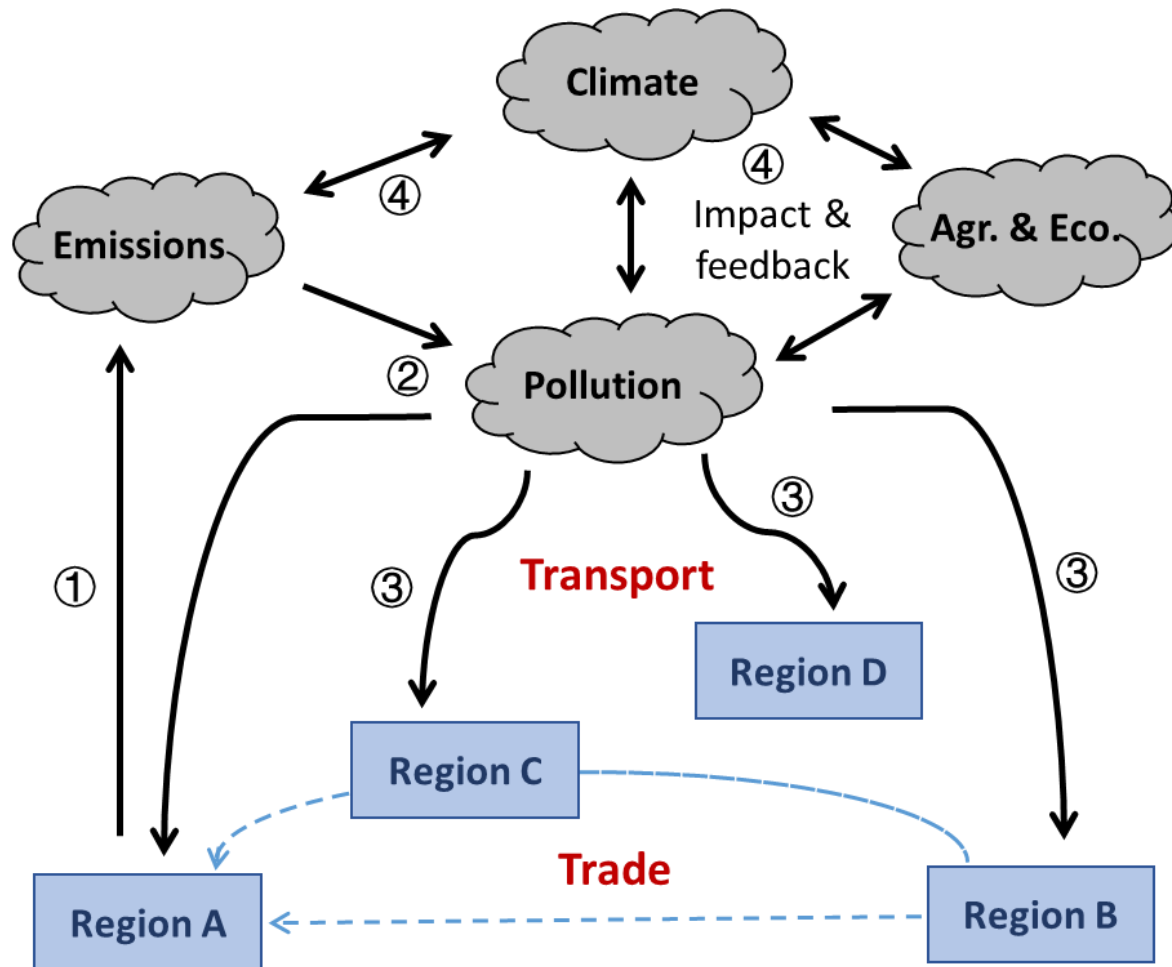 Climate
④
④
Impact &
feedback
Emissions
Agr. & Eco.
②
Pollution
③
①
③
Transport
③
Region D
Region C
Trade
Region A
Region B